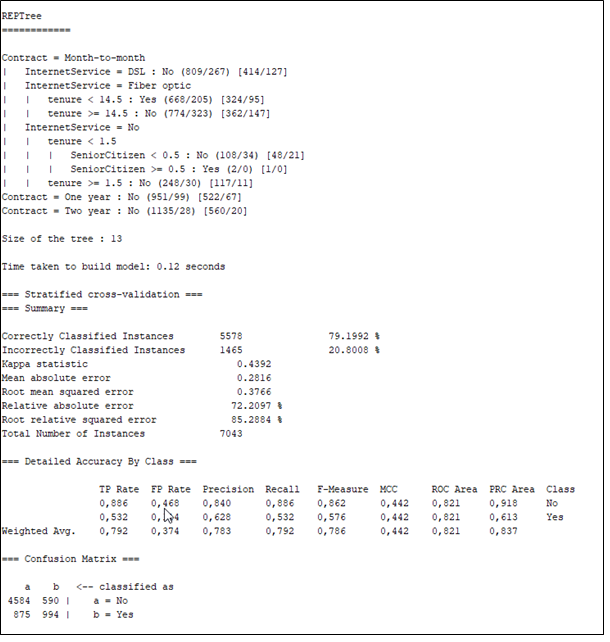 REPTree
============
Contract = Month-to-month
|   InternetService = DSL : No (809/267) [414/127]
|   InternetService = Fiber optic
|   |   tenure < 14.5 : Yes (668/205) [324/95]
|   |   tenure >= 14.5 : No (774/323) [362/147]
|   InternetService = No
|   |   tenure < 1.5
|   |   |   SeniorCitizen < 0.5 : No (108/34) [48/21]
|   |   |   SeniorCitizen >= 0.5 : Yes (2/0) [1/0]
|   |   tenure >= 1.5 : No (248/30) [117/11]
Contract = One year : No (951/99) [522/67]
Contract = Two year : No (1135/28) [560/20]
Size of the tree : 13
Time taken to build model: 0.12 seconds
=== Stratified cross-validation ===
=== Summary ===
Correctly Classified Instances 5578 79.1992 %
Incorrectly Classified Instances 1465 20.8008 %
Kappa statistic 0.4392
Mean absolute error 0.2816
Root mean squared error 0.3766
Relative absolute error 72.2097 %
Root relative squared error 85.2884 %
Total Number of Instances 7043
=== Detailed Accuracy By Class ===
TP Rate FP Rate Precision Recall F-Measure MCC ROC Area PRC Area Class
0,886 0,468 0,840 0,886 0,862 0,442 0,821 0,918 No
0,532 0,628 0,532 0,576 0,442 0,821 0,613 Yes
Weighted Avg. 0,792 0,374 0,783 0,792 0,786 0,442 0,821 0,837
=== Confusion Matrix ===
a b <-- classified as
4584 590 | a = No
875 994 | b = Yes